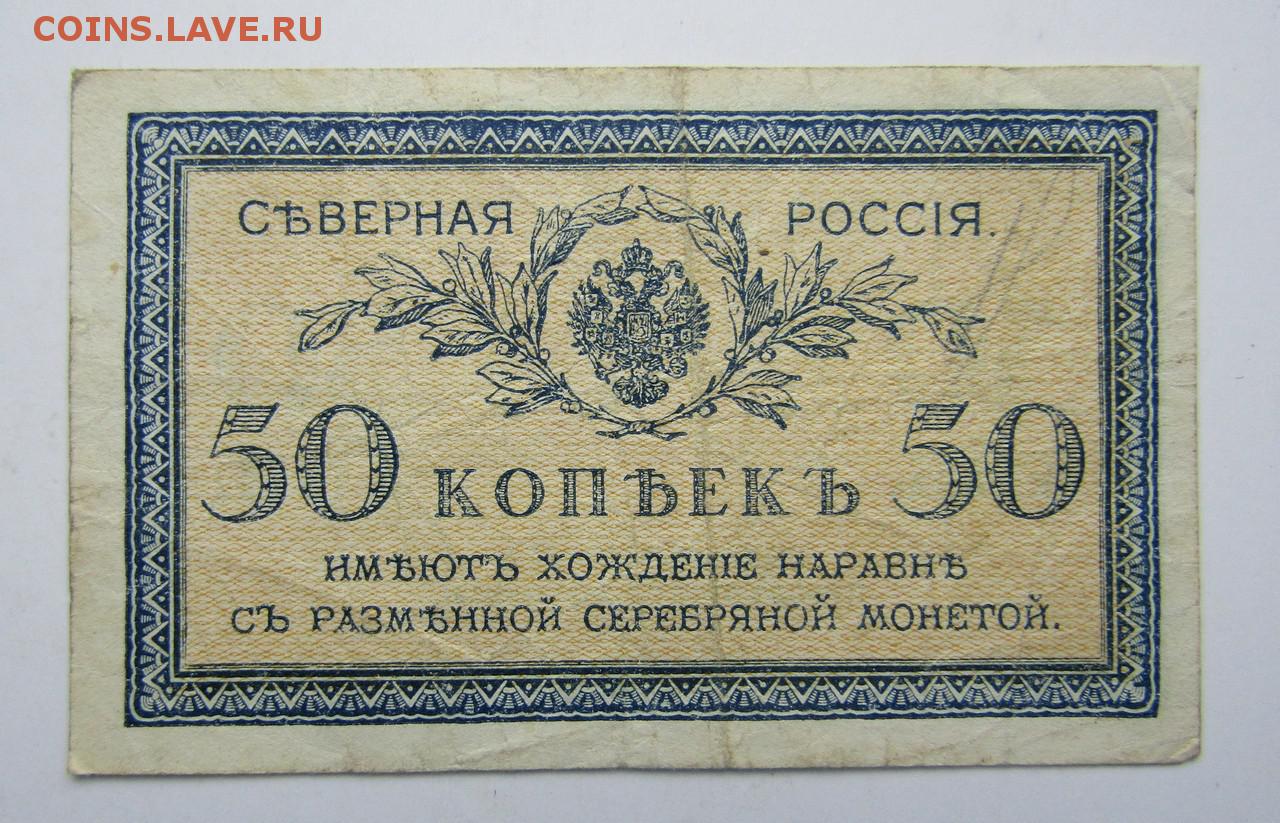 COINS.LAVE.RU
СѢВЕРНАЯ РОССІЯ.
50 КОПѢЕКЪ 50
ИМѢЮТЪ ХОЖДЕНІЕ НАРАВНѢ
СЪ РАЗМѢННОЙ СЕРЕБРЯНОЙ МОНЕТОЙ.